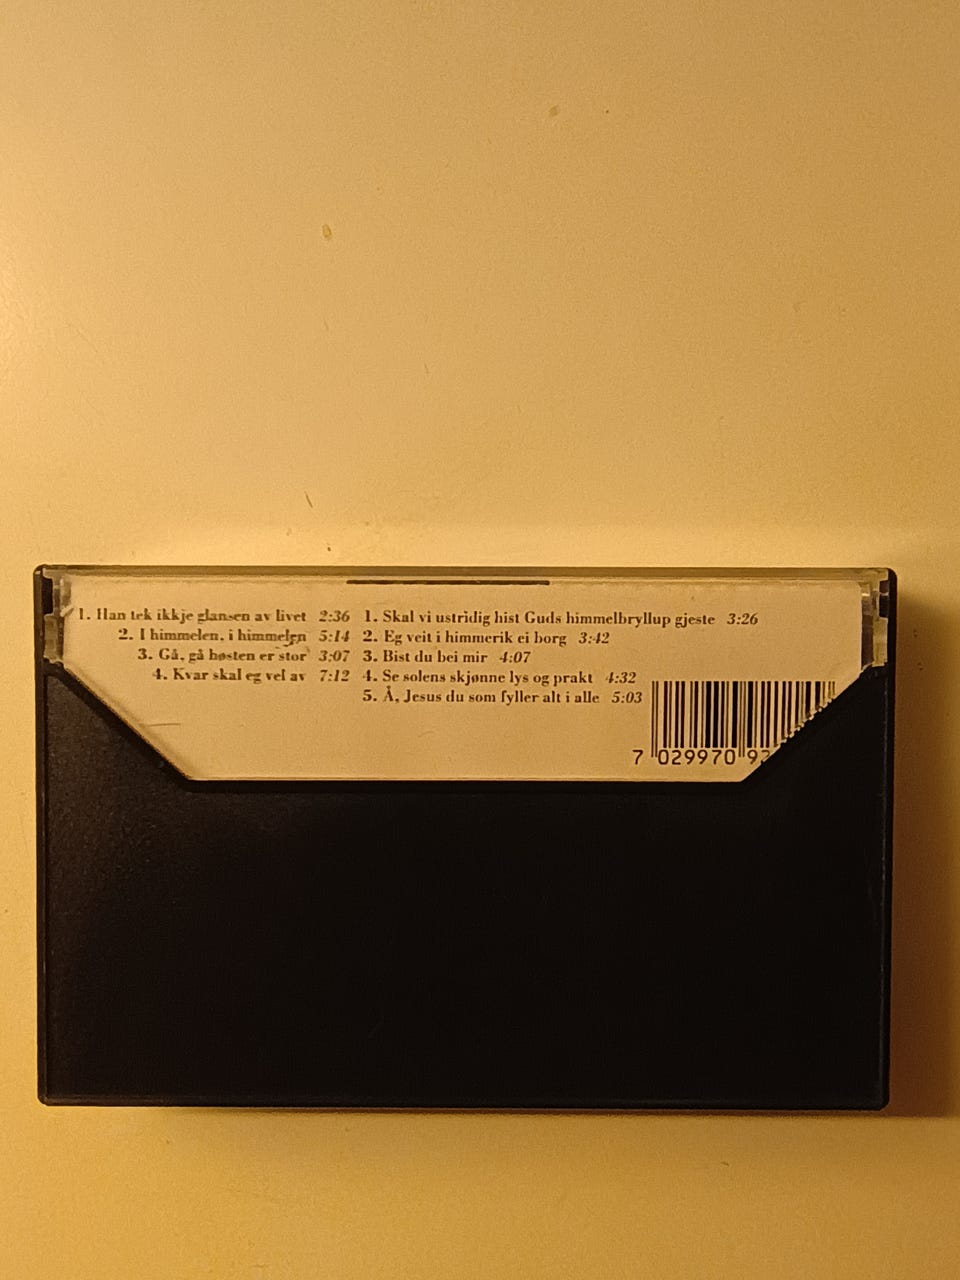 1. Han tek ikkje glansen av livet 2:36
2. I himmelen, i himmelen 5:14
3. Gå, gå høsten er stor 3:07
4. Kvar skal eg vel av 7:12
1. Skal vi ustridig hist Guds himmelbryllup gjeste 3:26
2. Eg veit i himmerik ei borg 3:42
3. Bist du bei mir 4:07
4. Se solens skjønne lys og prakt 4:32
5. Å, Jesus du som fyller alt i alle 5:03
7 029970 92